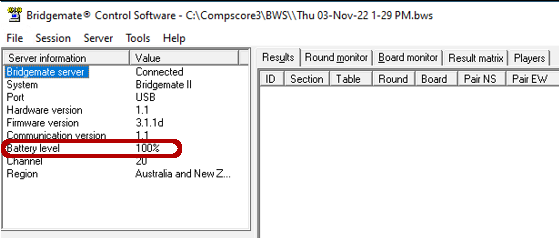 Bridgemate® Control Software - C:\Compscore3\BWS\\Thu 03-Nov-22 1-29 PM.bws
File Session Server Tools Help
Server information Value
Bridgemate server Connected
System Bridgemate II
Port USB
Hardware version 1.1
Firmware version 3.1.1d
Communication version 1.1
Battery level 100%
Channel 20
Region Australia and New Z...
Results Round monitor Board monitor Result matrix Players
ID Section Table Round Board Pair NS Pair EW